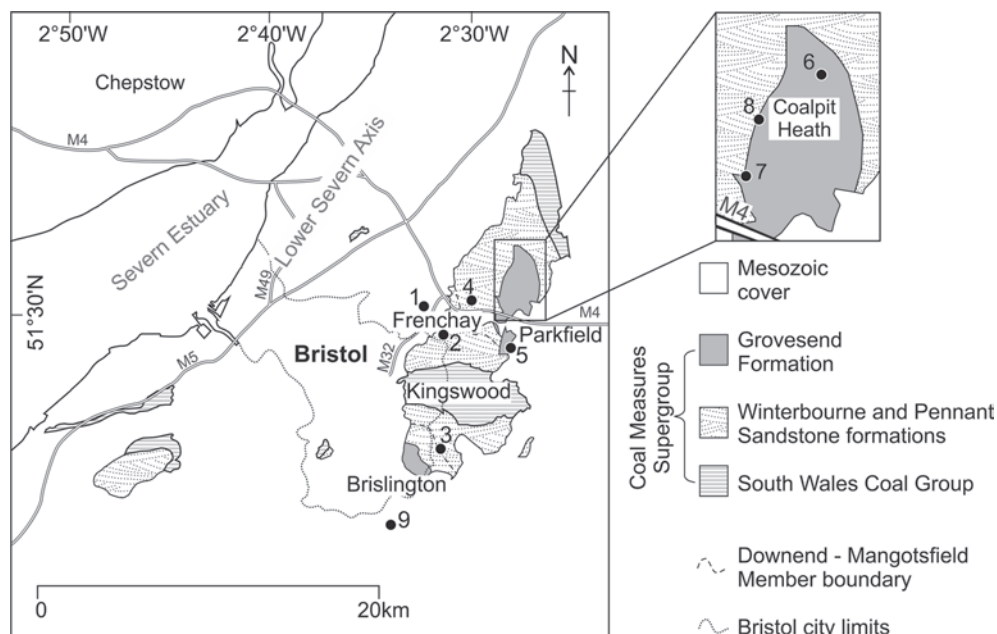 2°50'W
2°40'W
2°30'W
N
Chepstow
M4
Lower Severn Axis
Severn Estuary
M49
51°30'N
1
4
M4
Frenchay
Parkfield
2
5
Bristol
M32
M5
Kingswood
3
Brislington
9
0
20km
6
8
Coalpit
Heath
7
M4
Mesozoic
cover
Grovesend
Formation
Coal Measures
Supergroup
Winterbourne and Pennant
Sandstone formations
South Wales Coal Group
Downend - Mangotsfield
Member boundary
Bristol city limits